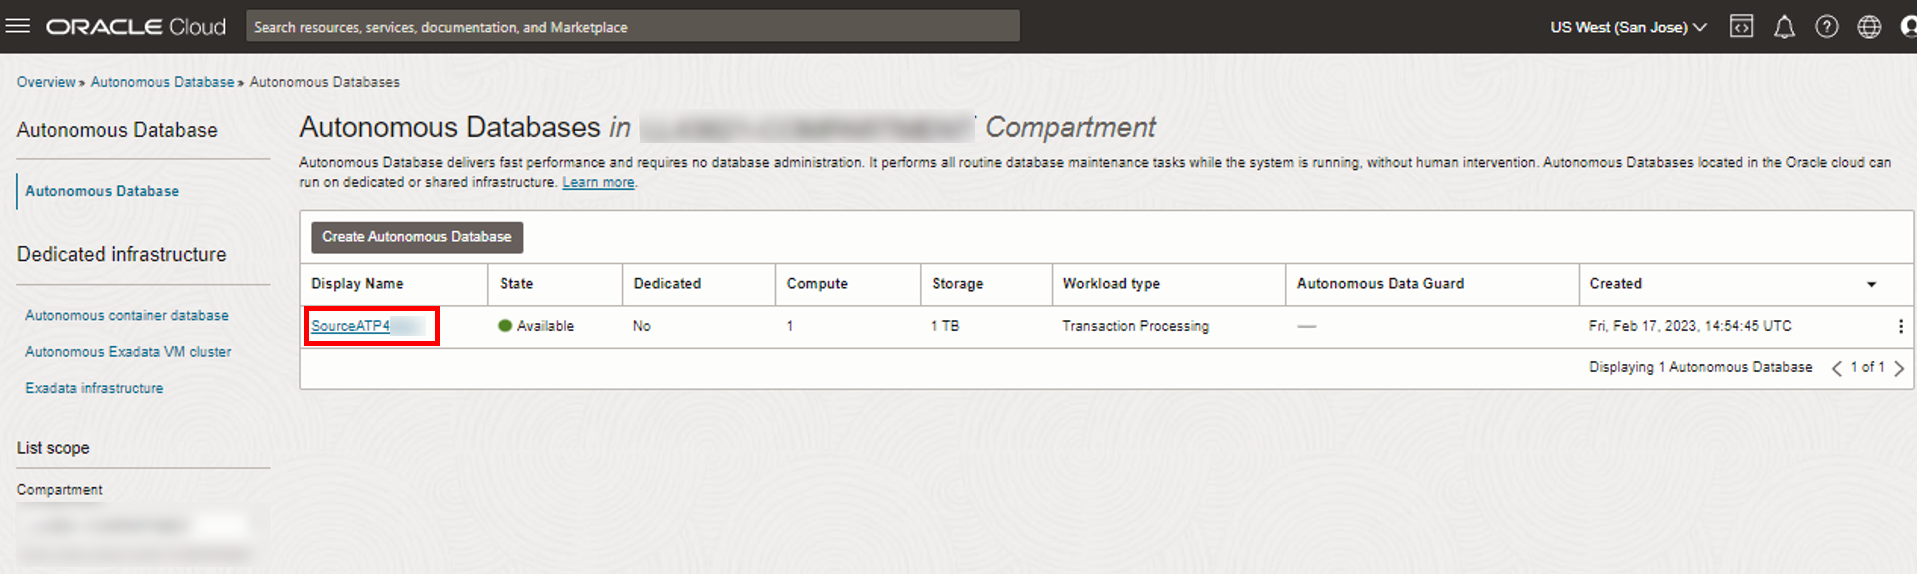 ORACLE Cloud
Search resources, services, documentation, and Marketplace
US West (San Jose)
Overview » Autonomous Database » Autonomous Databases
Autonomous Database
Autonomous Database
Dedicated infrastructure
Autonomous container database
Autonomous Exadata VM cluster
Exadata infrastructure
List scope
Compartment
Autonomous Databases in Compartment
Autonomous Database delivers fast performance and requires no database administration. It performs all routine database maintenance tasks while the system is running, without human intervention. Autonomous Databases located in the Oracle cloud can
run on dedicated or shared infrastructure. Learn more.
Create Autonomous Database
Display Name State Dedicated Compute Storage Workload type Autonomous Data Guard Created
SourceATP4 Available No 1 1 TB Transaction Processing — Fri, Feb 17, 2023, 14:54:45 UTC
Displaying 1 Autonomous Database < 1 of 1 >